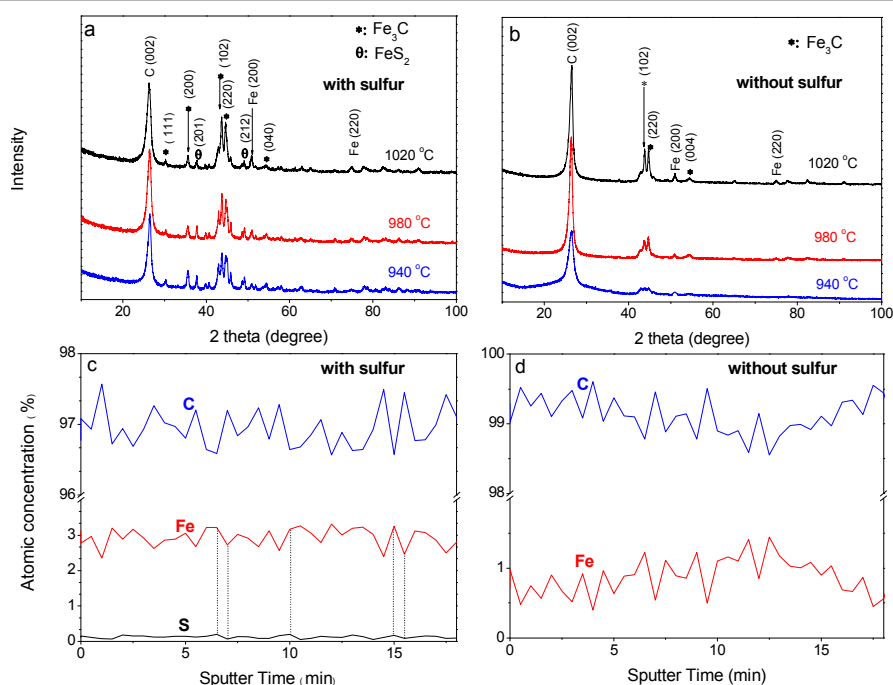 a
*: Fe₃C
θ: FeS₂
with sulfur
C (002)
( 111)
* (200)
θ (201)
* (102)
* (220)
Fe (200)
θ (212)
* (040)
Fe (220)
1020 °C
980 °C
940 °C
Intensity
20 40 60 80 100
2 theta (degree)
b
*: Fe₃C
without sulfur
C (002)
* (102)
* (220)
Fe (200)
* (004)
Fe (220)
1020 °C
980 °C
940 °C
20 40 60 80 100
2 theta (degree)
c
with sulfur
C
Fe
S
98
97
96
3
2
1
0
Atomic concentration (%)
0 5 10 15
Sputter Time (min)
d
without sulfur
C
Fe
100
99
98
1
0
0 5 10 15
Sputter Time (min)